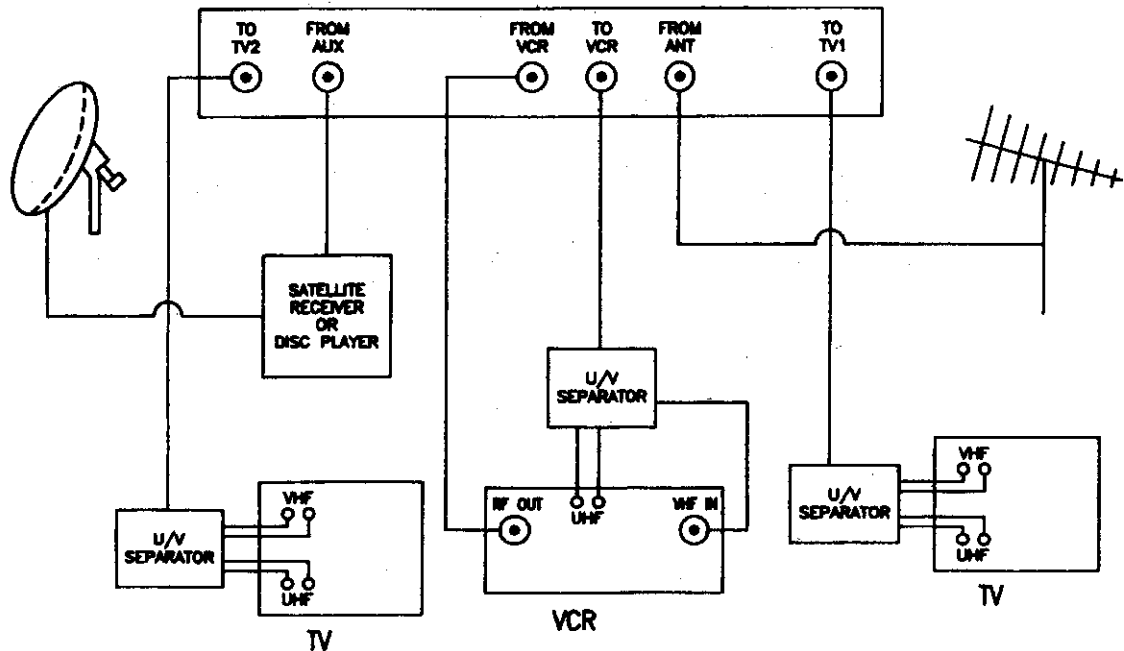 TO
TV2
FROM
AUX
FROM
VCR
TO
VCR
FROM
ANT
TO
TV1
SATELLITE
RECEIVER
OR
DISC PLAYER
U/V
SEPARATOR
U/V
SEPARATOR
VHF
UHF
TV
RF OUT
UHF
VHF IN
VCR
U/V
SEPARATOR
VHF
UHF
TV